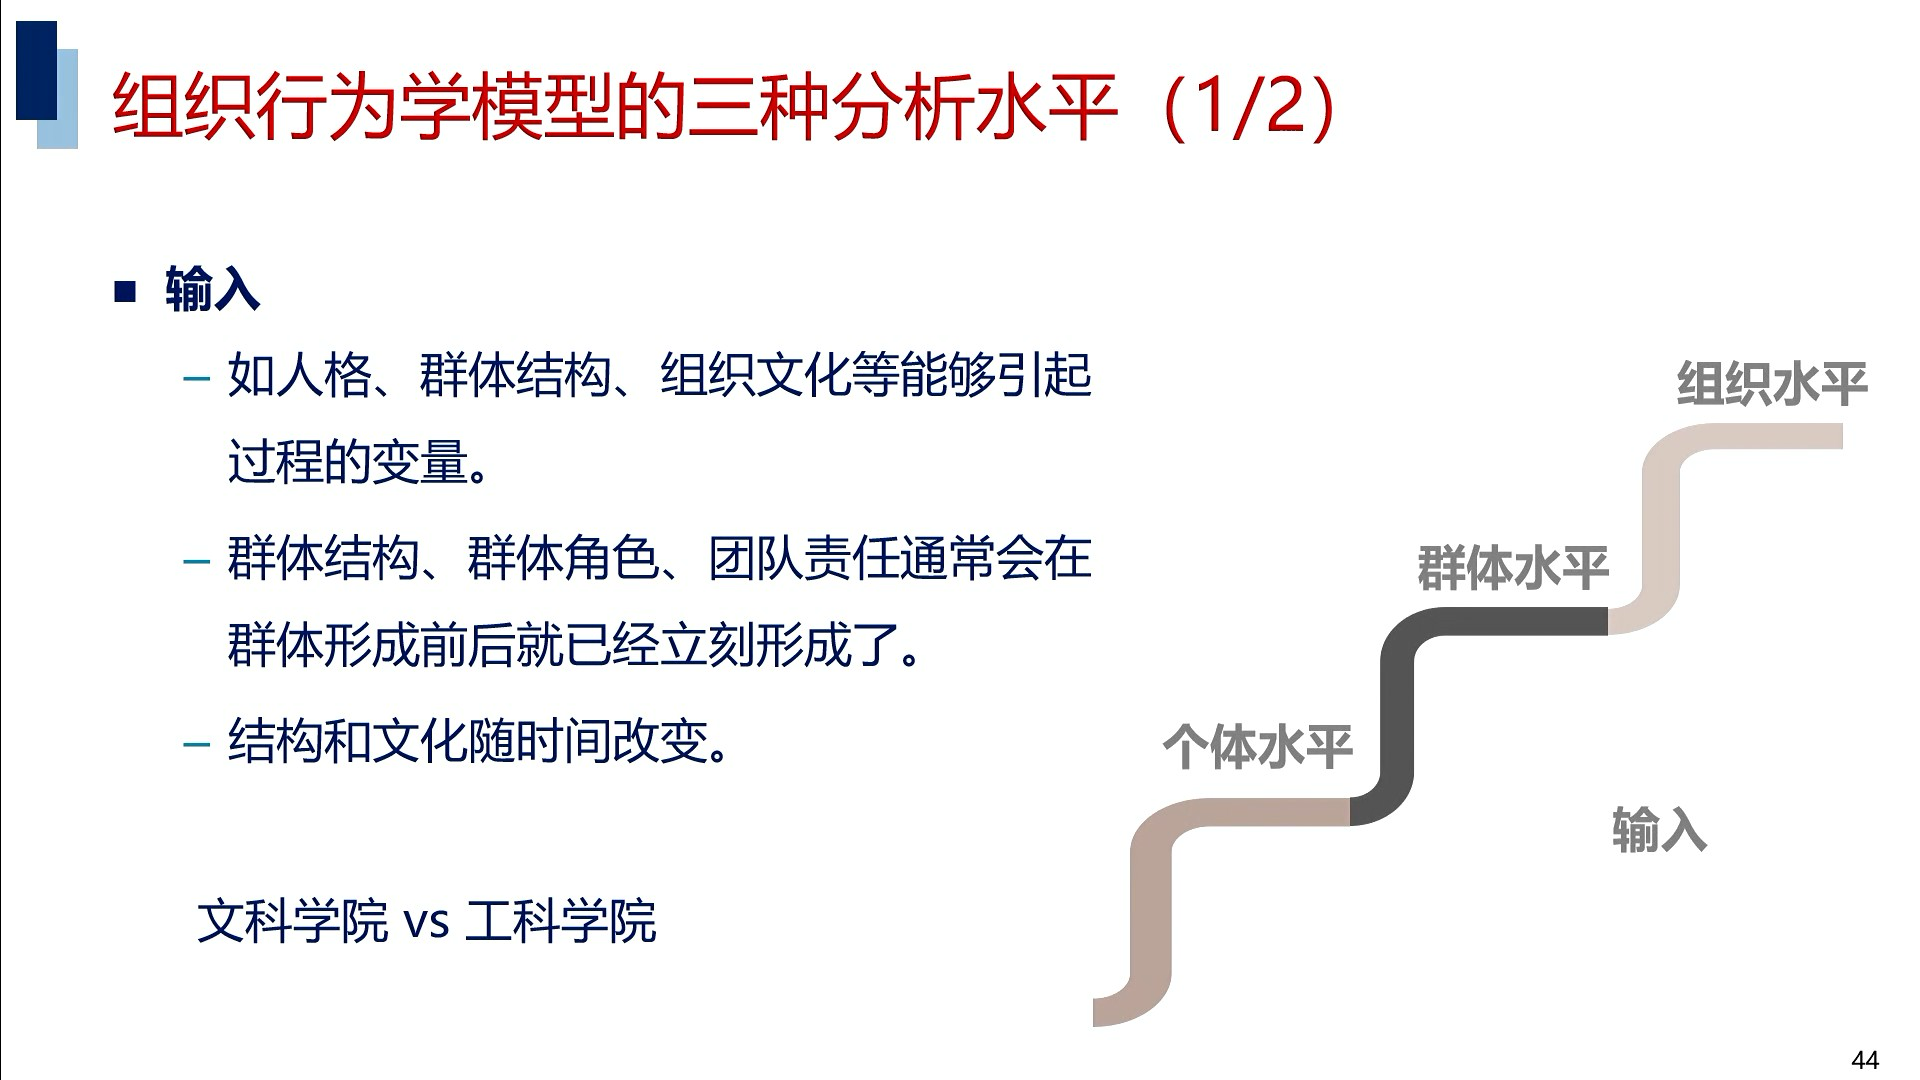 组织行为学模型的三种分析水平（1/2）
■ 输入
– 如人格、群体结构、组织文化等能够引起
过程的变量。
– 群体结构、群体角色、团队责任通常会在
群体形成前后就已经立刻形成了。
– 结构和文化随时间改变。
文科学院 vs 工科学院
组织水平
群体水平
个体水平
输入
44